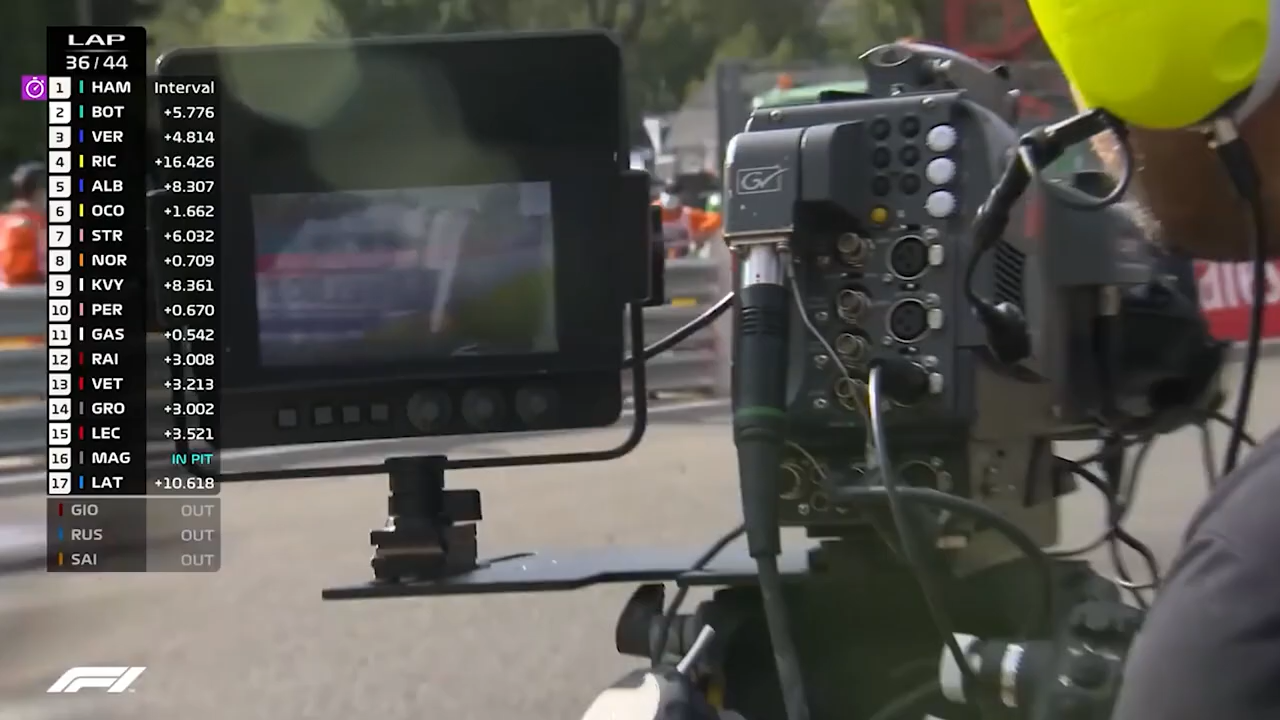 LAP
36/44
1 HAM Interval
2 BOT +5.776
3 VER +4.814
4 RIC +16.426
5 ALB +8.307
6 OCO +1.662
7 STR +6.032
8 NOR +0.709
9 KVY +8.361
10 PER +0.670
11 GAS +0.542
12 RAI +3.008
13 VET +3.213
14 GRO +3.002
15 LEC +3.521
16 MAG IN PIT
17 LAT +10.618
GIO OUT
RUS OUT
SAI OUT
F1
GV